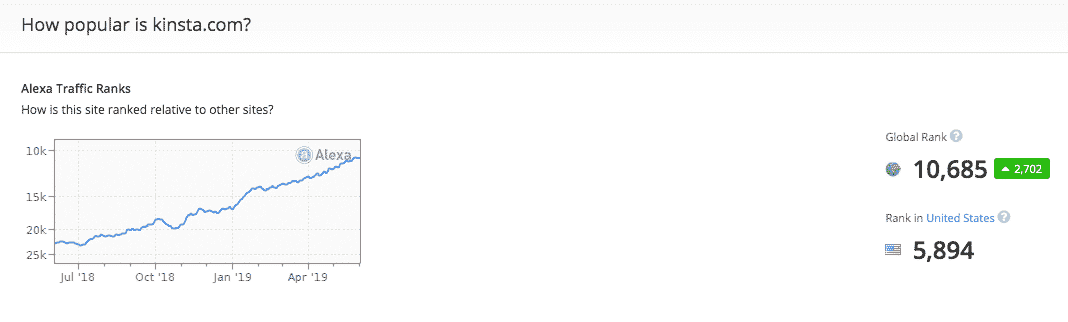 How popular is kinsta.com?
Alexa Traffic Ranks
How is this site ranked relative to other sites?
Alexa
10k
15k
20k
25k
Jul '18 Oct '18 Jan '19 Apr '19
Global Rank ?
10,685 2,702
Rank in United States ?
5,894